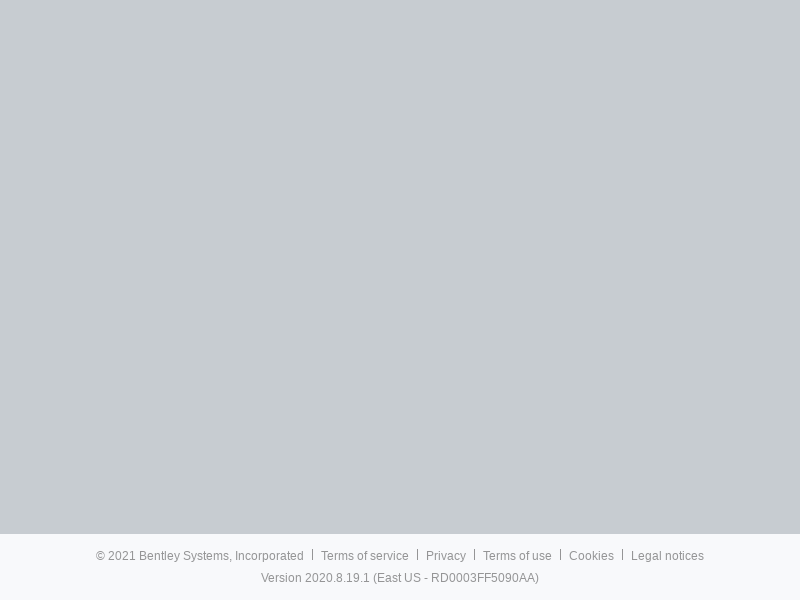 © 2021 Bentley Systems, Incorporated | Terms of service | Privacy | Terms of use | Cookies | Legal notices
Version 2020.8.19.1 (East US - RD0003FF5090AA)